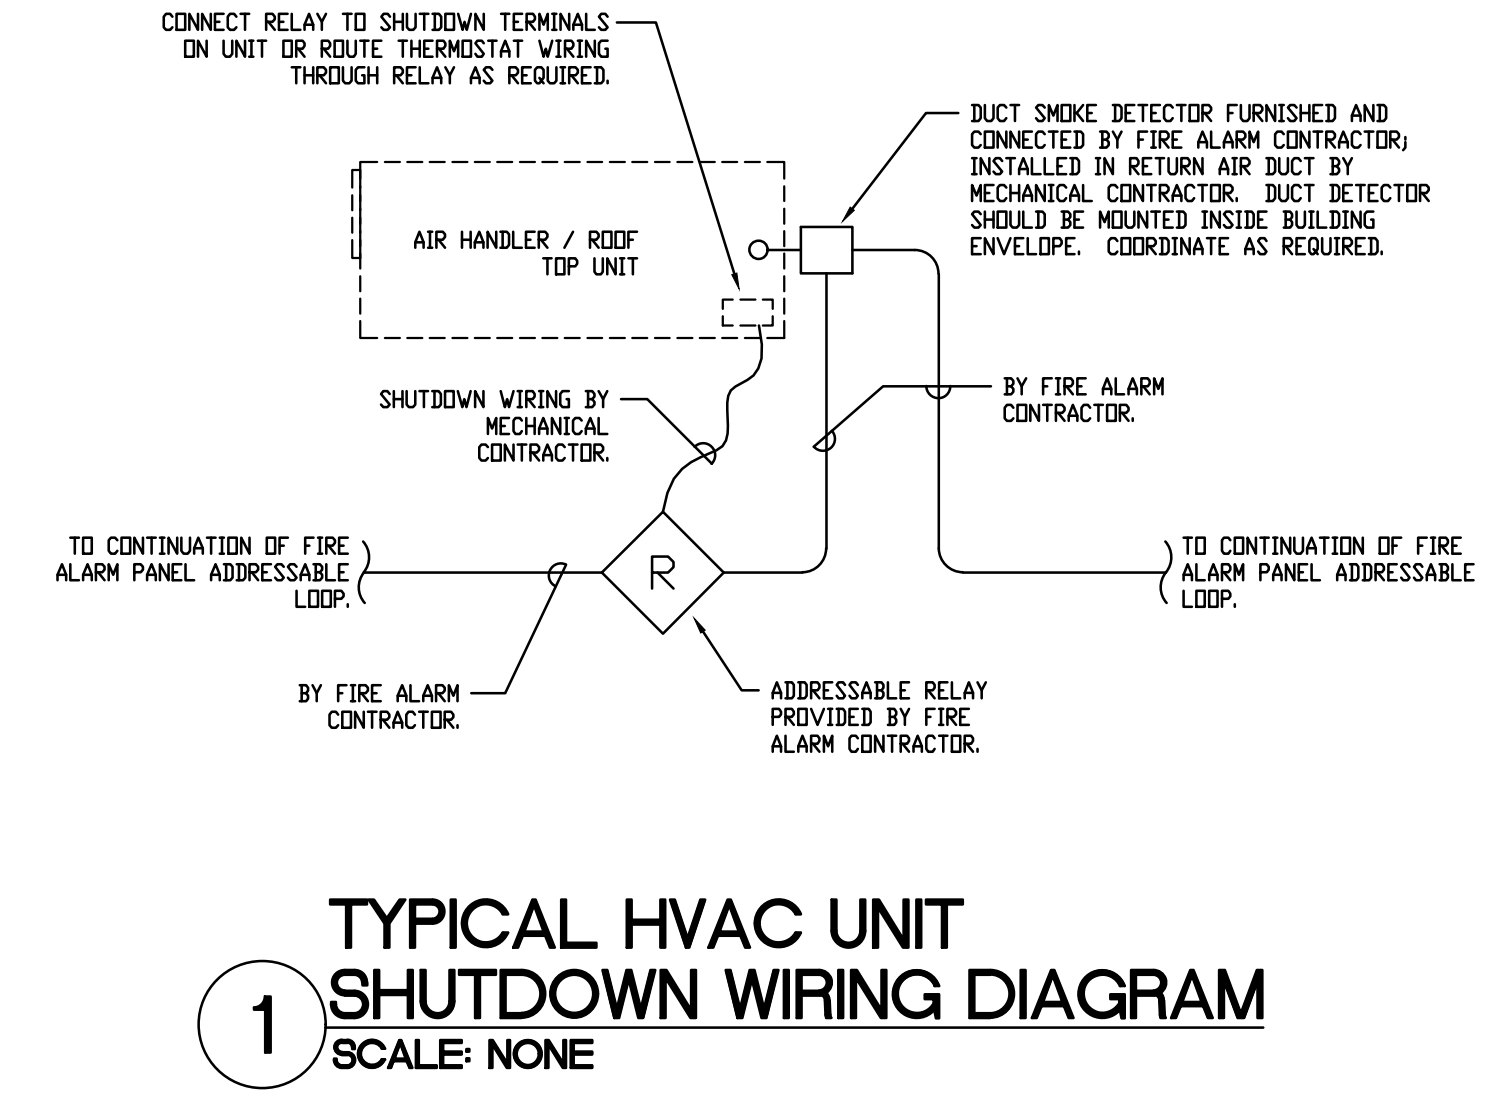 CONNECT RELAY TO SHUTDOWN TERMINALS
ON UNIT OR ROUTE THERMOSTAT WIRING
THROUGH RELAY AS REQUIRED.
DUCT SMOKE DETECTOR FURNISHED AND
CONNECTED BY FIRE ALARM CONTRACTOR;
INSTALLED IN RETURN AIR DUCT BY
MECHANICAL CONTRACTOR. DUCT DETECTOR
SHOULD BE MOUNTED INSIDE BUILDING
ENVELOPE. COORDINATE AS REQUIRED.
AIR HANDLER / ROOF
TOP UNIT
SHUTDOWN WIRING BY
MECHANICAL
CONTRACTOR.
BY FIRE ALARM
CONTRACTOR.
TO CONTINUATION OF FIRE
ALARM PANEL ADDRESSABLE
LOOP.
R
TO CONTINUATION OF FIRE
ALARM PANEL ADDRESSABLE
LOOP.
BY FIRE ALARM
CONTRACTOR.
ADDRESSABLE RELAY
PROVIDED BY FIRE
ALARM CONTRACTOR.
1
TYPICAL HVAC UNIT
SHUTDOWN WIRING DIAGRAM
SCALE: NONE